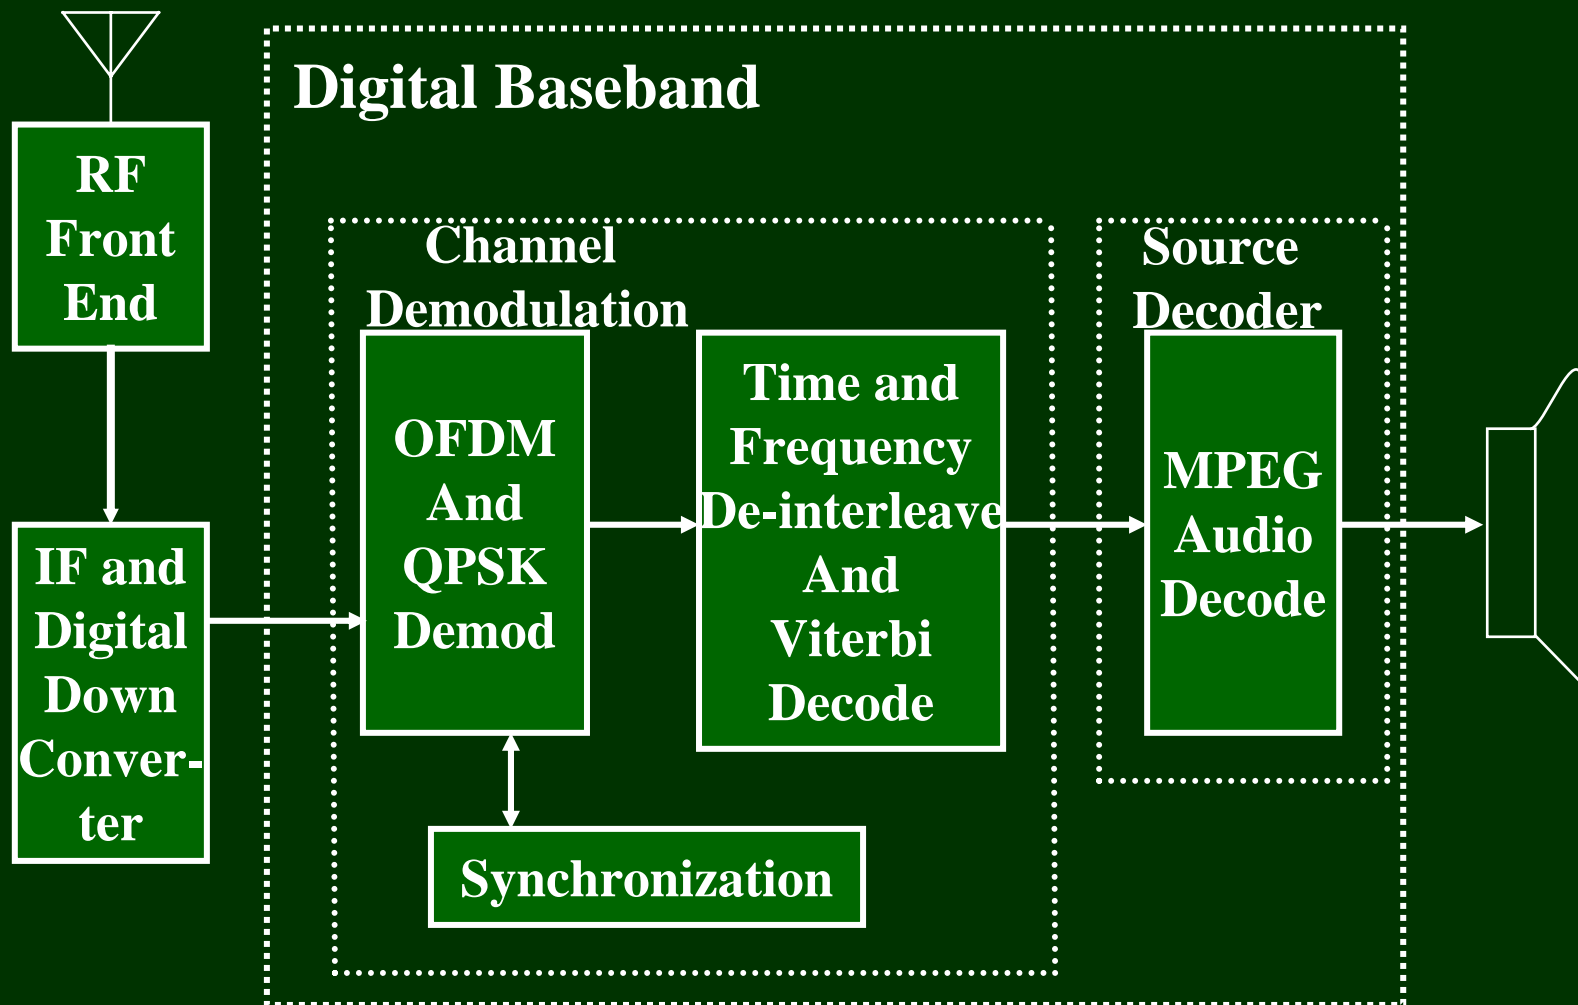 Digital Baseband
RF
Front
End
IF and
Digital
Down
Conver-
ter
Channel
Demodulation
OFDM
And
QPSK
Demod
Time and
Frequency
De-interleave
And
Viterbi
Decode
Synchronization
Source
Decoder
MPEG
Audio
Decode